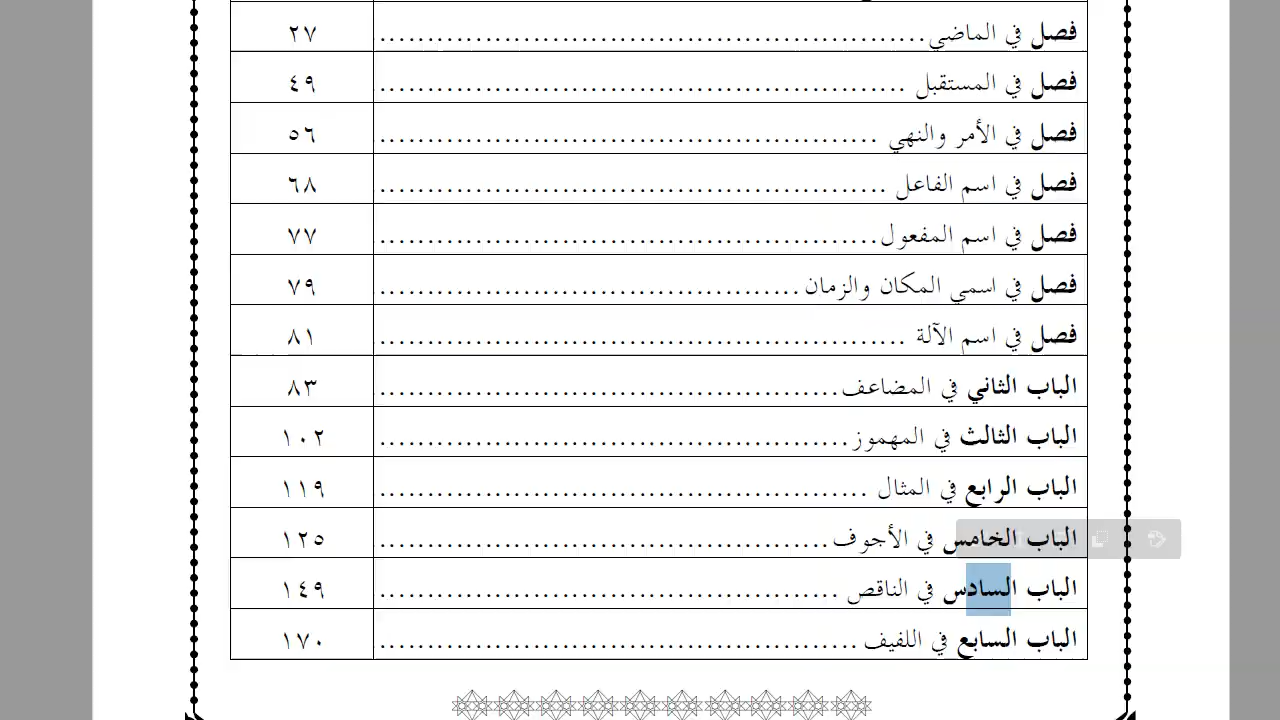 فصل في الماضي........................................................ ٢٧
فصل في المستقبل ...................................................... ٤٩
فصل في الأمر والنهي ................................................... ٥٦
فصل في اسم الفاعل .................................................... ٦٨
فصل في اسم المفعول................................................... ٧٧
فصل في اسمي المكان والزمان........................................... ٧٩
فصل في اسم الآلة ...................................................... ٨١
الباب الثاني في المضاعف............................................... ٨٣
الباب الثالث في المهموز................................................ ١٠٢
الباب الرابع في المثال .................................................. ١١٩
الباب الخامس في الأجوف.............................................. ١٢٥
الباب السادس في الناقص ............................................... ١٤٩
الباب السابع في اللفيف ................................................. ١٧٠